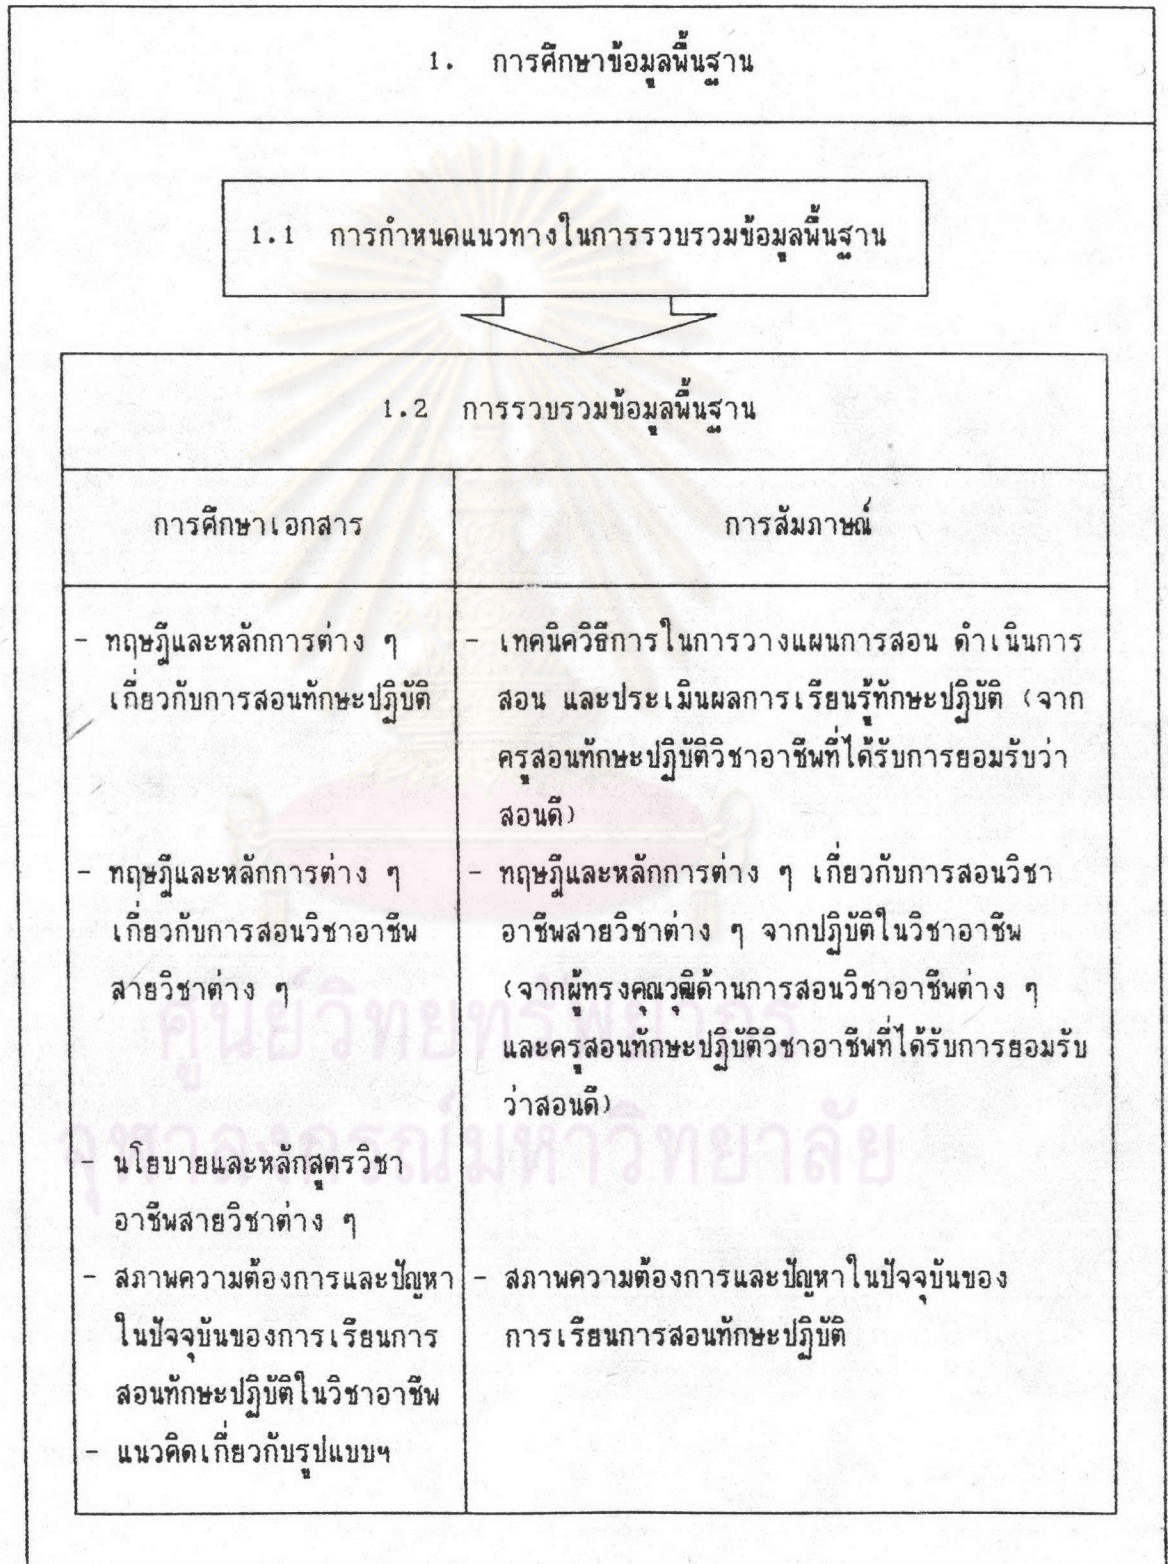 1. การศึกษาข้อมูลพื้นฐาน
1.1 การกำหนดแนวทางในการรวบรวมข้อมูลพื้นฐาน
1.2 การรวบรวมข้อมูลพื้นฐาน
การศึกษาเอกสาร
- ทฤษฎีและหลักการต่าง ๆ
เกี่ยวกับการสอนทักษะปฏิบัติ
- ทฤษฎีและหลักการต่าง ๆ
เกี่ยวกับการสอนวิชาอาชีพ
สายวิชาต่าง ๆ
- นโยบายและหลักสูตรวิชา
อาชีพสายวิชาต่าง ๆ
- สภาพความต้องการและปัญหา
ในปัจจุบันของการเรียนการ
สอนทักษะปฏิบัติในวิชาอาชีพ
- แนวคิดเกี่ยวกับรูปแบบฯ
การสัมภาษณ์
- เทคนิควิธีการในการวางแผนการสอน ดำเนินการ
สอน และประเมินผลการเรียนรู้ทักษะปฏิบัติ (จาก
ครูสอนทักษะปฏิบัติวิชาอาชีพที่ได้รับการยอมรับว่า
สอนดี)
- ทฤษฎีและหลักการต่าง ๆ เกี่ยวกับการสอนวิชา
อาชีพสายวิชาต่าง ๆ จากปฏิบัติในวิชาอาชีพ
(จากผู้ทรงคุณวุฒิด้านการสอนวิชาอาชีพต่าง ๆ
และครูสอนทักษะปฏิบัติวิชาอาชีพที่ได้รับการยอมรับ
ว่าสอนดี)
- สภาพความต้องการและปัญหาในปัจจุบันของ
การเรียนการสอนทักษะปฏิบัติ
ศูนย์วิทยทรัพยากร
จุฬาลงกรณ์มหาวิทยาลัย